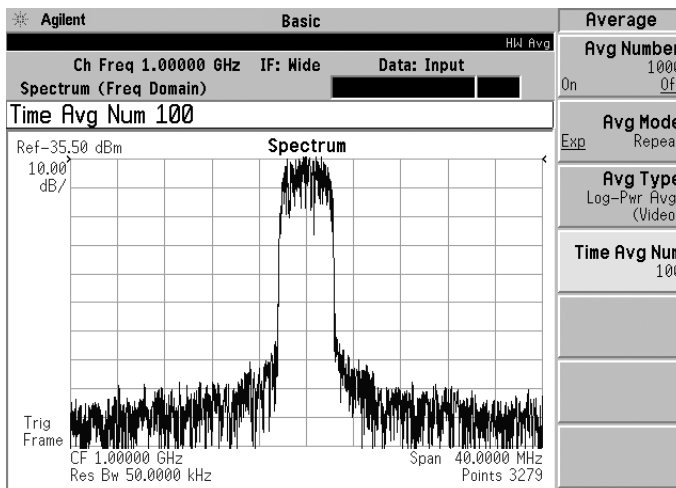 Agilent Basic Average
HW Avg
Ch Freq 1.00000 GHz IF: Wide Data: Input
Spectrum (Freq Domain)
Time Avg Num 100
Ref-35.50 dBm Spectrum
10.00
dB/
Trig
Frame
CF 1.00000 GHz Span 40.0000 MHz
Res Bw 50.0000 kHz Points 3279
Avg Number
1000
On Of
Avg Mode
Exp Repea
Avg Type
Log-Pwr Avg
(Video
Time Avg Num
100